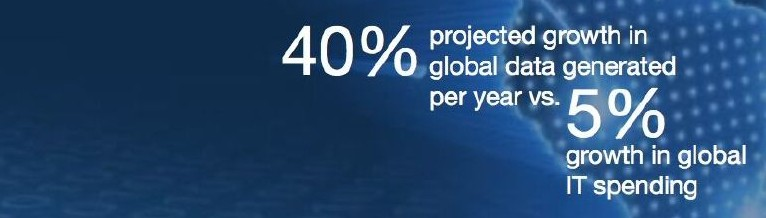 40% projected growth in
global data generated
per year vs. 5%
growth in global
IT spending